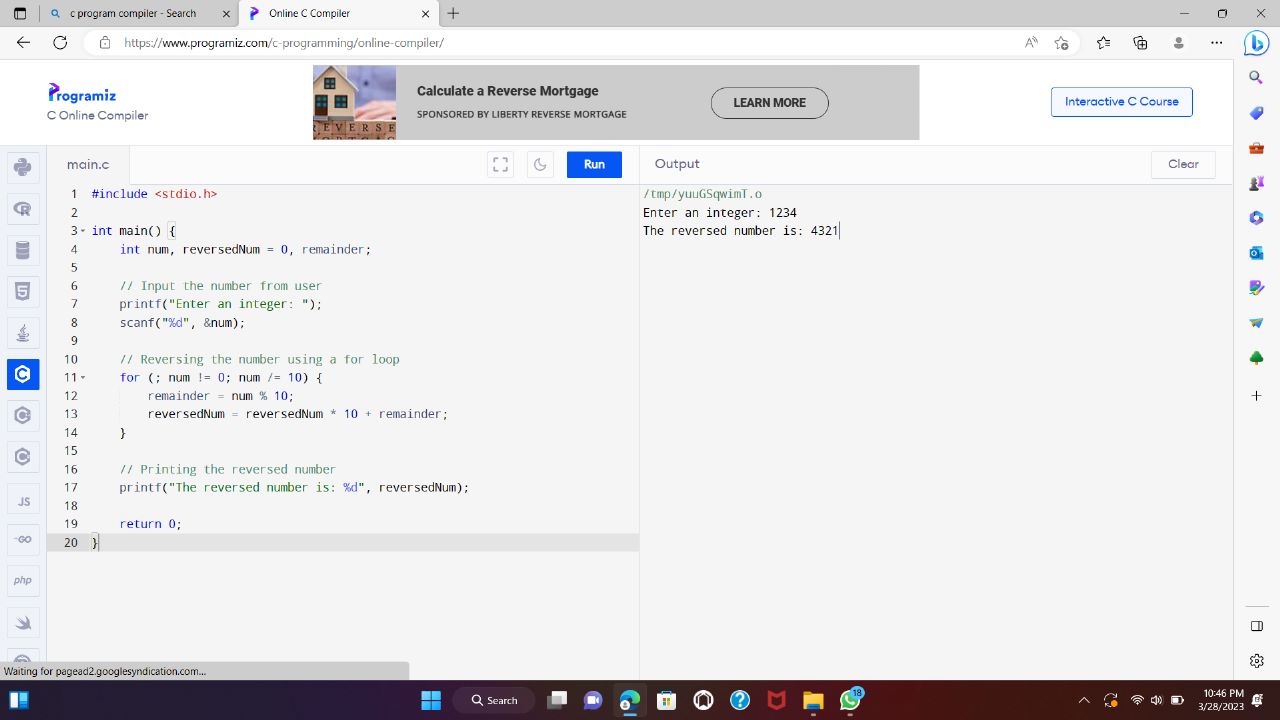 c program compiler - Search
Online C Compiler
https://www.programiz.com/c-programming/online-compiler/
Programiz
C Online Compiler
REVERSE
Calculate a Reverse Mortgage
SPONSORED BY LIBERTY REVERSE MORTGAGE
LEARN MORE
Interactive C Course
main.c
Run
Output
Clear
1 #include <stdio.h>
2
3 int main() {
4 int num, reversedNum = 0, remainder;
5
6 // Input the number from user
7 printf("Enter an integer: ");
8 scanf("%d", &num);
9
10 // Reversing the number using a for loop
11 for (; num != 0; num /= 10) {
12 remainder = num % 10;
13 reversedNum = reversedNum * 10 + remainder;
14 }
15
16 // Printing the reversed number
17 printf("The reversed number is: %d", reversedNum);
18
19 return 0;
20 }
/tmp/yuuGSqwimT.o
Enter an integer: 1234
The reversed number is: 4321
JS
GO
php
Waiting for pagead2.googlesyndication.com...
Search
18
10:46 PM
3/28/2023